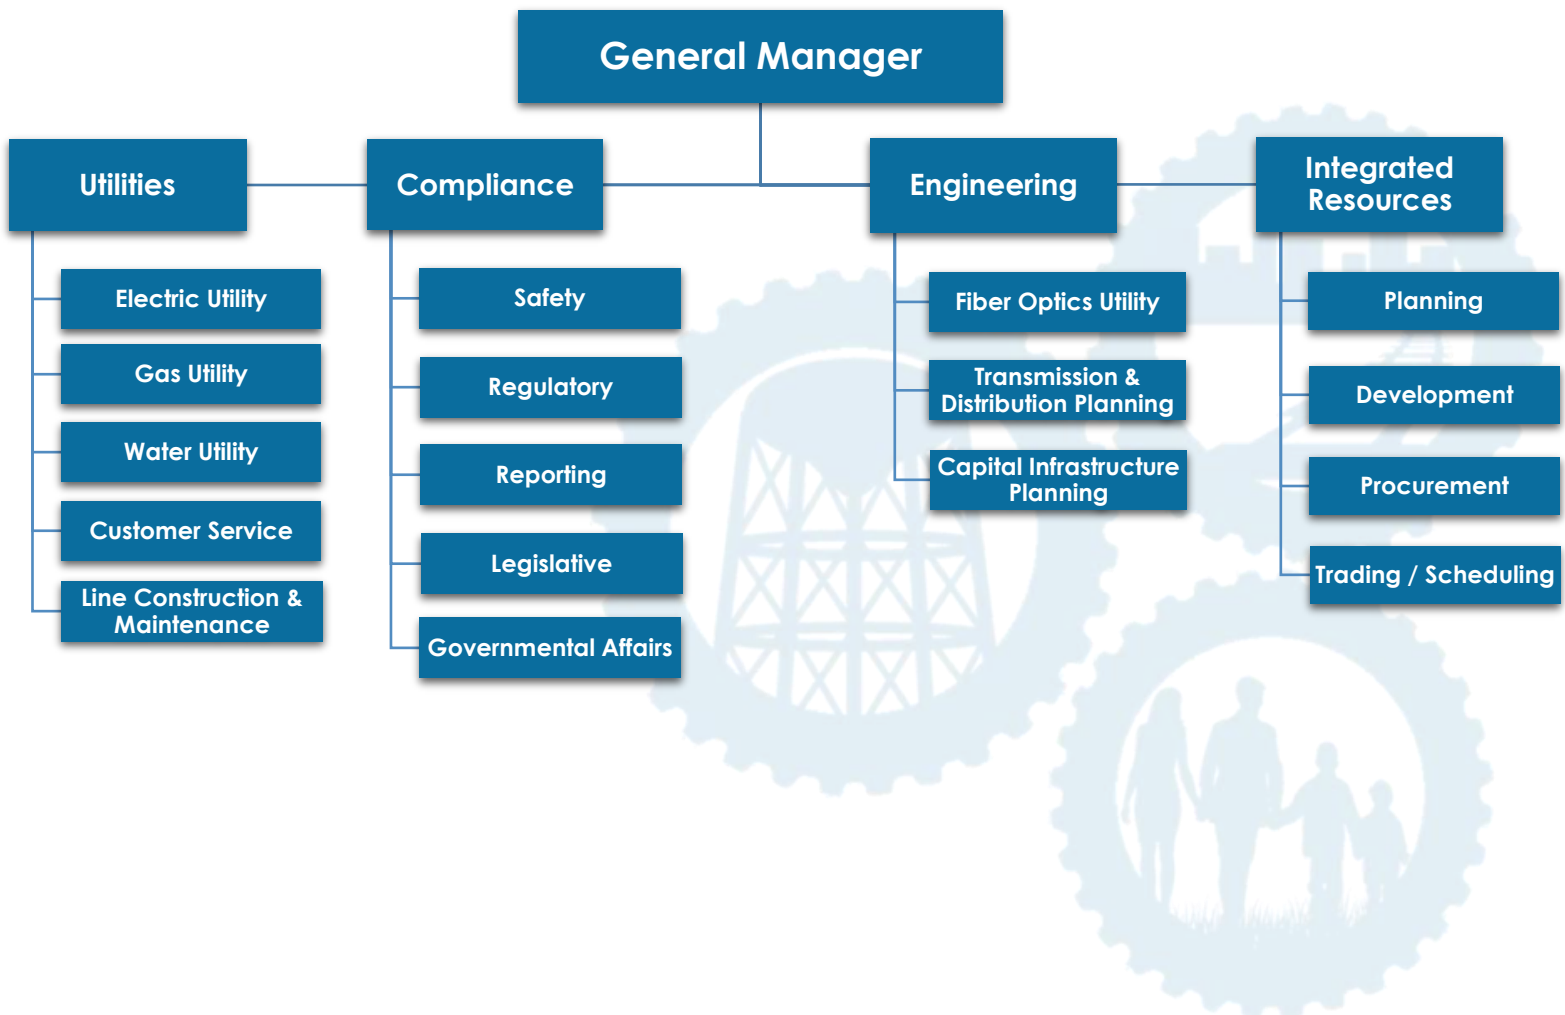 General Manager
Utilities
Compliance
Engineering
Integrated
Resources
Electric Utility
Gas Utility
Water Utility
Customer Service
Line Construction &
Maintenance
Safety
Regulatory
Reporting
Legislative
Governmental Affairs
Fiber Optics Utility
Transmission &
Distribution Planning
Capital Infrastructure
Planning
Planning
Development
Procurement
Trading / Scheduling